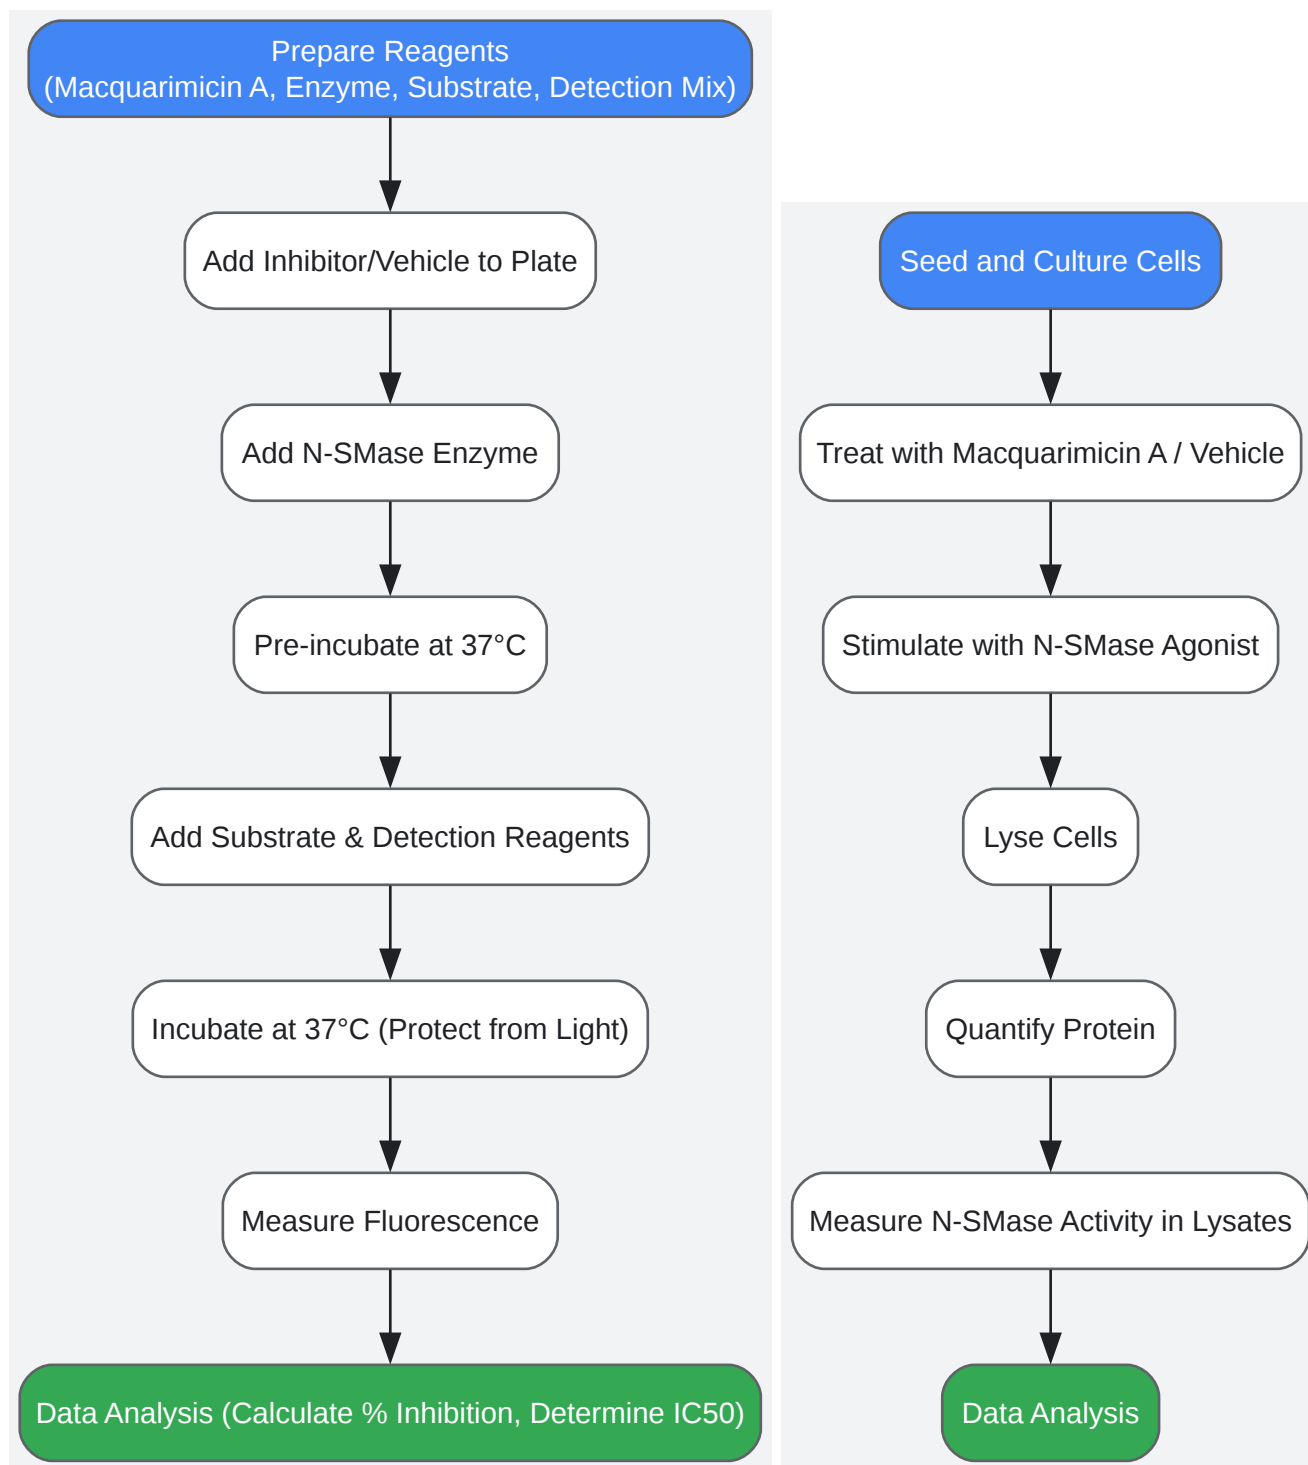 Prepare Reagents
(Macquarimicin A, Enzyme, Substrate, Detection Mix)
Add Inhibitor/Vehicle to Plate
Add N-SMase Enzyme
Pre-incubate at 37°C
Add Substrate & Detection Reagents
Incubate at 37°C (Protect from Light)
Measure Fluorescence
Data Analysis (Calculate % Inhibition, Determine IC50)
Seed and Culture Cells
Treat with Macquarimicin A / Vehicle
Stimulate with N-SMase Agonist
Lyse Cells
Quantify Protein
Measure N-SMase Activity in Lysates
Data Analysis